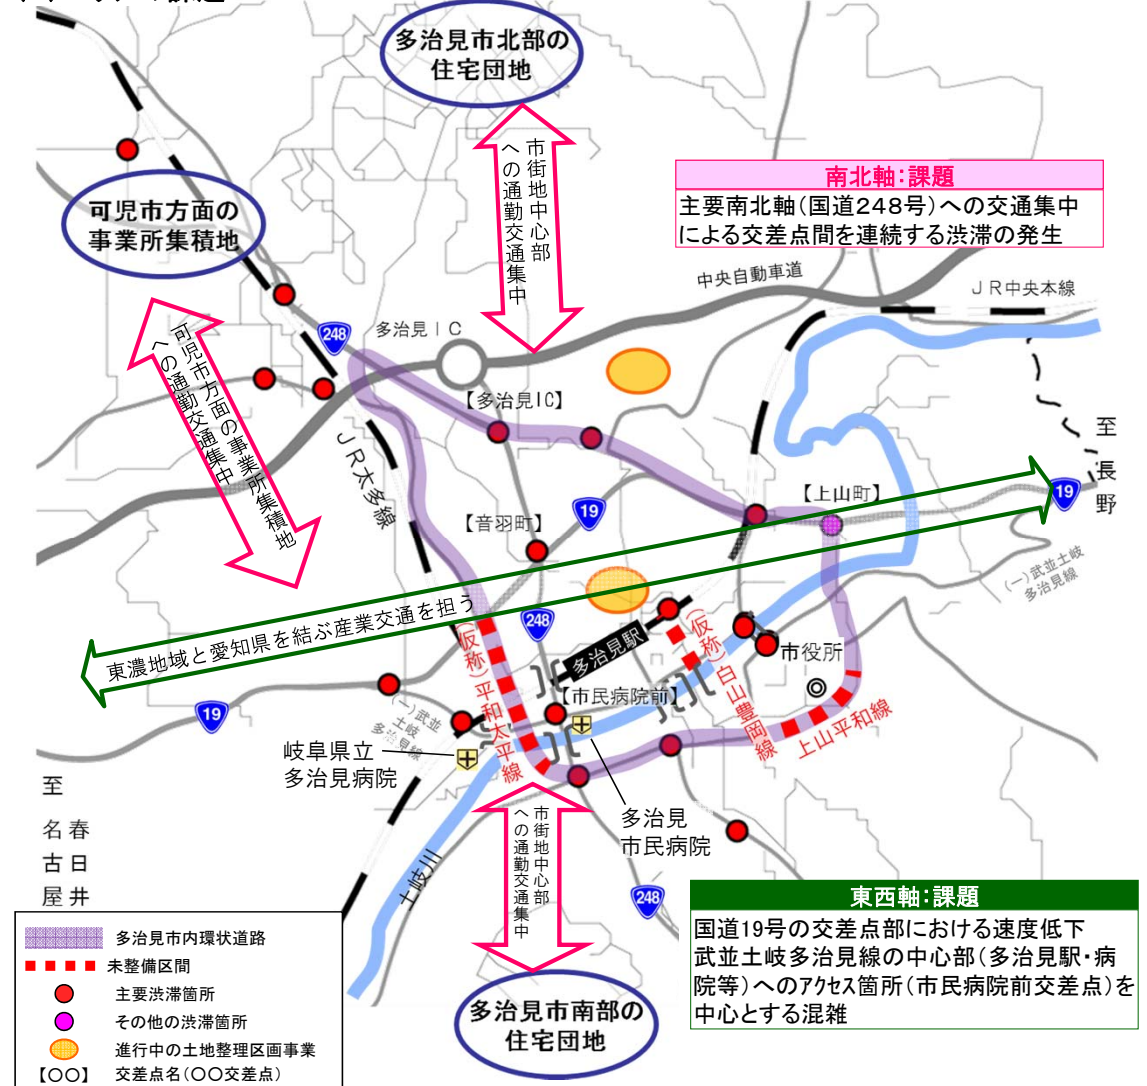 多治見市北部の
住宅団地
可児市方面の
事業所集積地
市街地中心部
への通勤交通集中
南北軸：課題
主要南北軸（国道２４８号）への交通集中
による交差点間を連続する渋滞の発生
中央自動車道
ＪＲ中央本線
248
多治見ＩＣ
可児市方面の事業所集積地
への通勤交通集中
【多治見IC】
ＪＲ太多線
至
長
野
【上山町】
19
【音羽町】
19
（一）武並土岐
多治見線
東濃地域と愛知県を結ぶ産業交通を担う
248
（仮称）平和太平線
多治見駅
（仮称）白山豊岡線
市役所
【市民病院前】
19
（一）武並
土岐
多治見線
上山平和線
岐阜県立
多治見病院
至
名 春
古 日
屋 井
多治見
市民病院
市街地中心部
への通勤交通集中
土岐川
248
東西軸：課題
国道19号の交差点部における速度低下
武並土岐多治見線の中心部（多治見駅・病
院等）へのｱｸｾｽ箇所（市民病院前交差点）を
中心とする混雑
多治見市南部の
住宅団地
多治見市内環状道路
未整備区間
主要渋滞箇所
その他の渋滞箇所
進行中の土地整理区画事業
【○○】 交差点名（○○交差点）